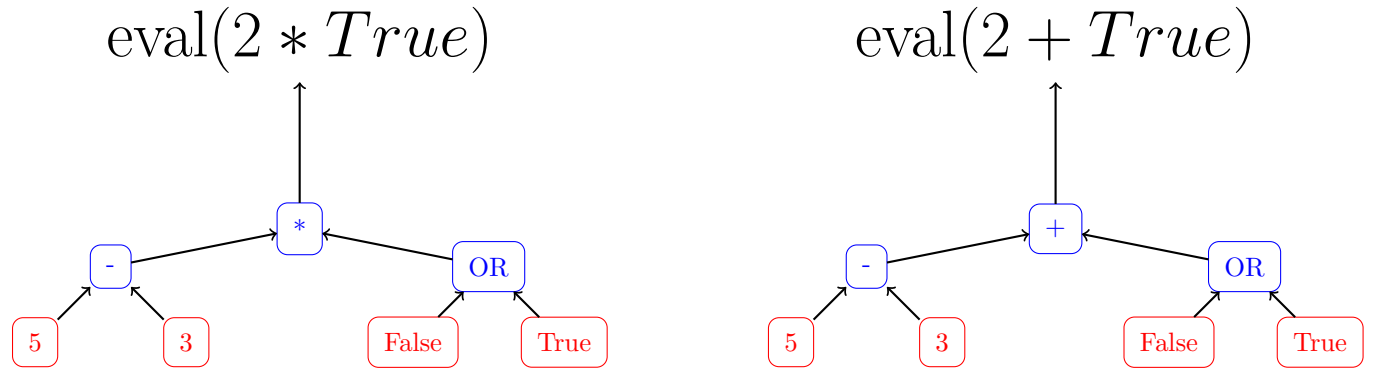 eval(2 ∗ True) eval(2 + True)
* +
- OR - OR
5 3 False True 5 3 False True